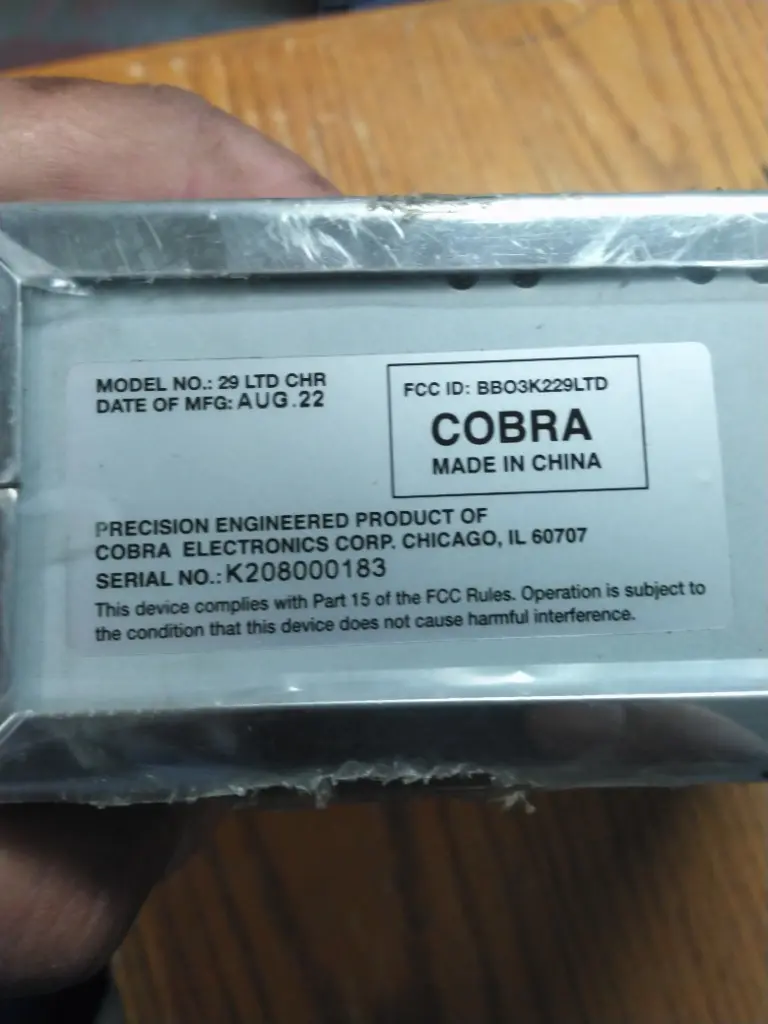 MODEL NO.: 29 LTD CHR
DATE OF MFG: AUG.22
FCC ID: BBO3K229LTD
COBRA
MADE IN CHINA
PRECISION ENGINEERED PRODUCT OF
COBRA ELECTRONICS CORP. CHICAGO, IL 60707
SERIAL NO.: K208000183
This device complies with Part 15 of the FCC Rules. Operation is subject to
the condition that this device does not cause harmful interference.